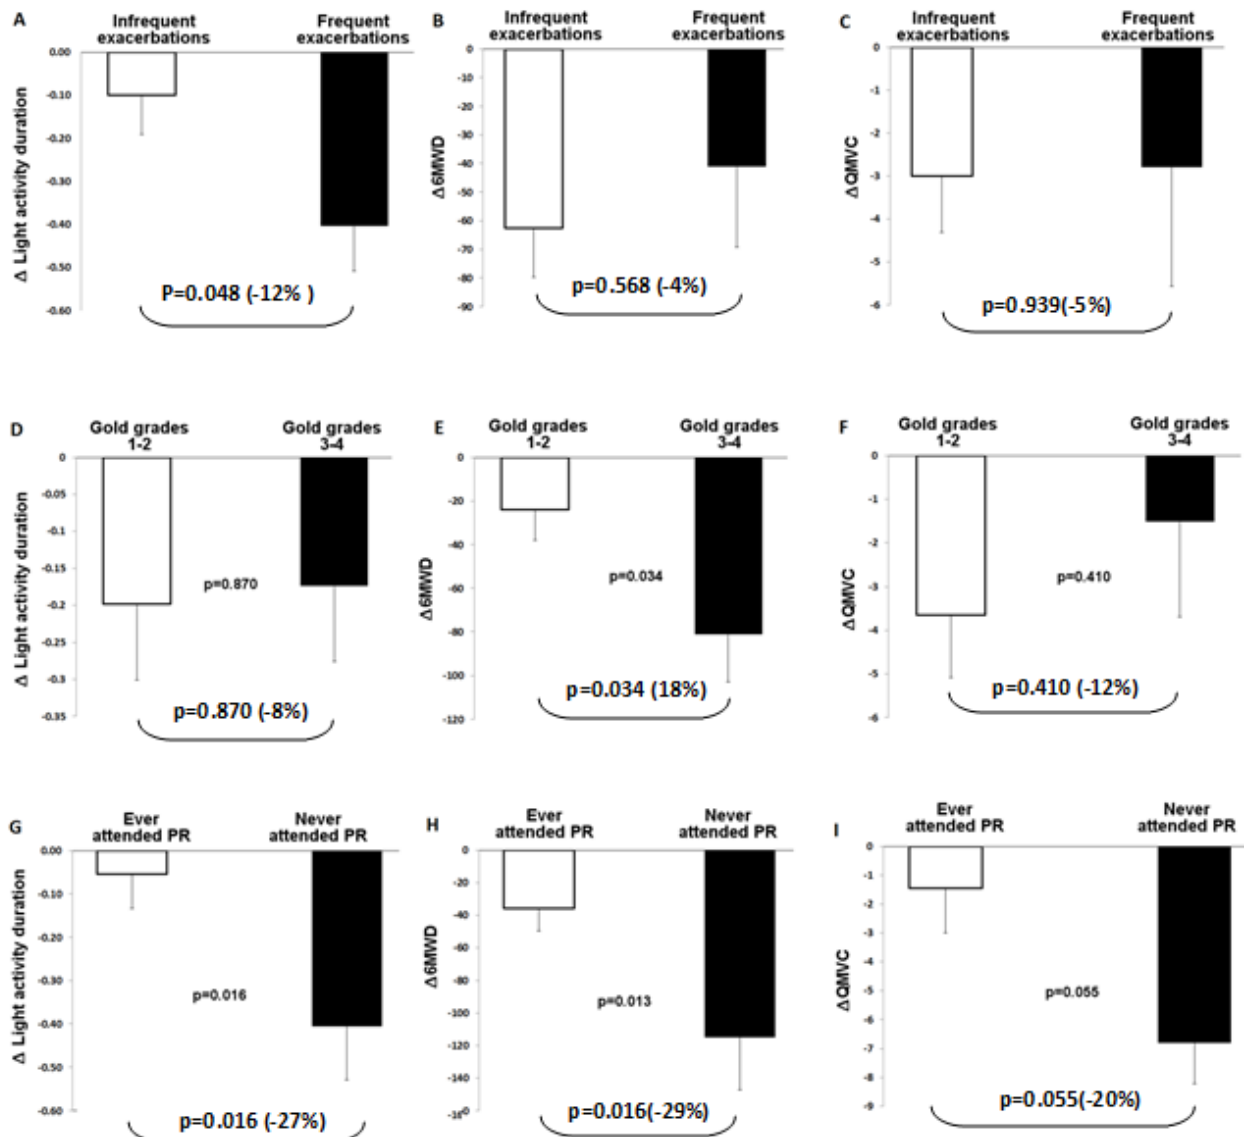 A
Infrequent exacerbations
Frequent exacerbations
0.00
-0.10
-0.20
-0.30
-0.40
-0.50
-0.60
Δ Light activity duration
P=0.048 (-12% )
B
Infrequent exacerbations
Frequent exacerbations
0
-10
-20
-30
-40
-50
-60
-70
-80
-90
Δ6MWD
p=0.568 (-4%)
C
Infrequent exacerbations
Frequent exacerbations
0
-1
-2
-3
-4
-5
-6
ΔQMVC
p=0.939(-5%)
D
Gold grades
1-2
Gold grades
3-4
0
-0.05
-0.1
-0.15
-0.2
-0.25
-0.3
-0.35
Δ Light activity duration
p=0.870
p=0.870 (-8%)
E
Gold grades
1-2
Gold grades
3-4
0
-20
-40
-60
-80
-100
-120
Δ6MWD
p=0.034
p=0.034 (18%)
F
Gold grades
1-2
Gold grades
3-4
0
-1
-2
-3
-4
-5
-6
ΔQMVC
p=0.410
p=0.410 (-12%)
G
Ever
attended PR
Never
attended PR
0.00
-0.10
-0.20
-0.30
-0.40
-0.50
-0.60
Δ Light activity duration
p=0.016
p=0.016 (-27%)
H
Ever
attended PR
Never
attended PR
0
-20
-40
-60
-80
-100
-120
-140
-160
Δ6MWD
p=0.013
p=0.016(-29%)
I
Ever
attended PR
Never
attended PR
0
-1
-2
-3
-4
-5
-6
-7
-8
-9
ΔQMVC
p=0.055
p=0.055(-20%)